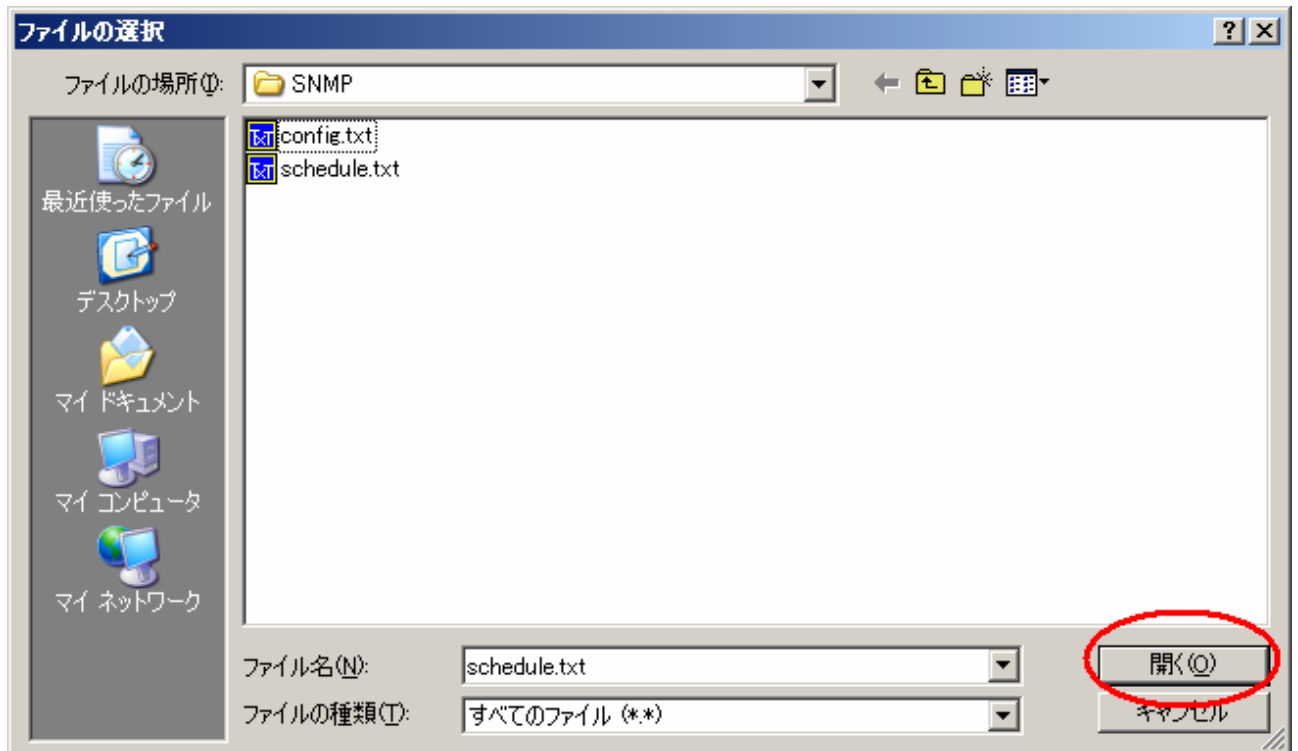 ファイルの選択
ファイルの場所(I):
SNMP
最近使ったファイル
デスクトップ
マイ ドキュメント
マイ コンピュータ
マイ ネットワーク
config.txt
schedule.txt
ファイル名(N):
schedule.txt
開く(O)
ファイルの種類(T):
すべてのファイル (*.*)
キャンセル